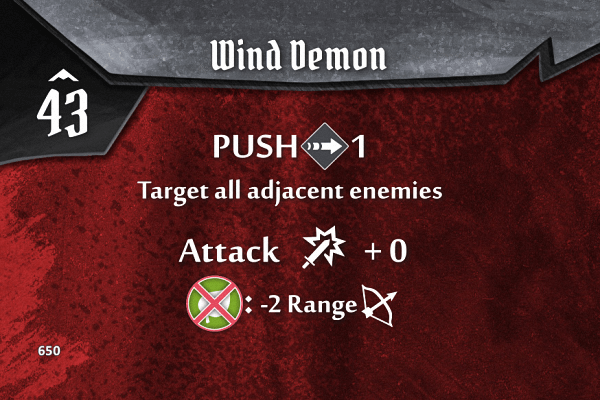 Wind Demon
43
PUSH 1
Target all adjacent enemies
Attack + 0
: -2 Range
650